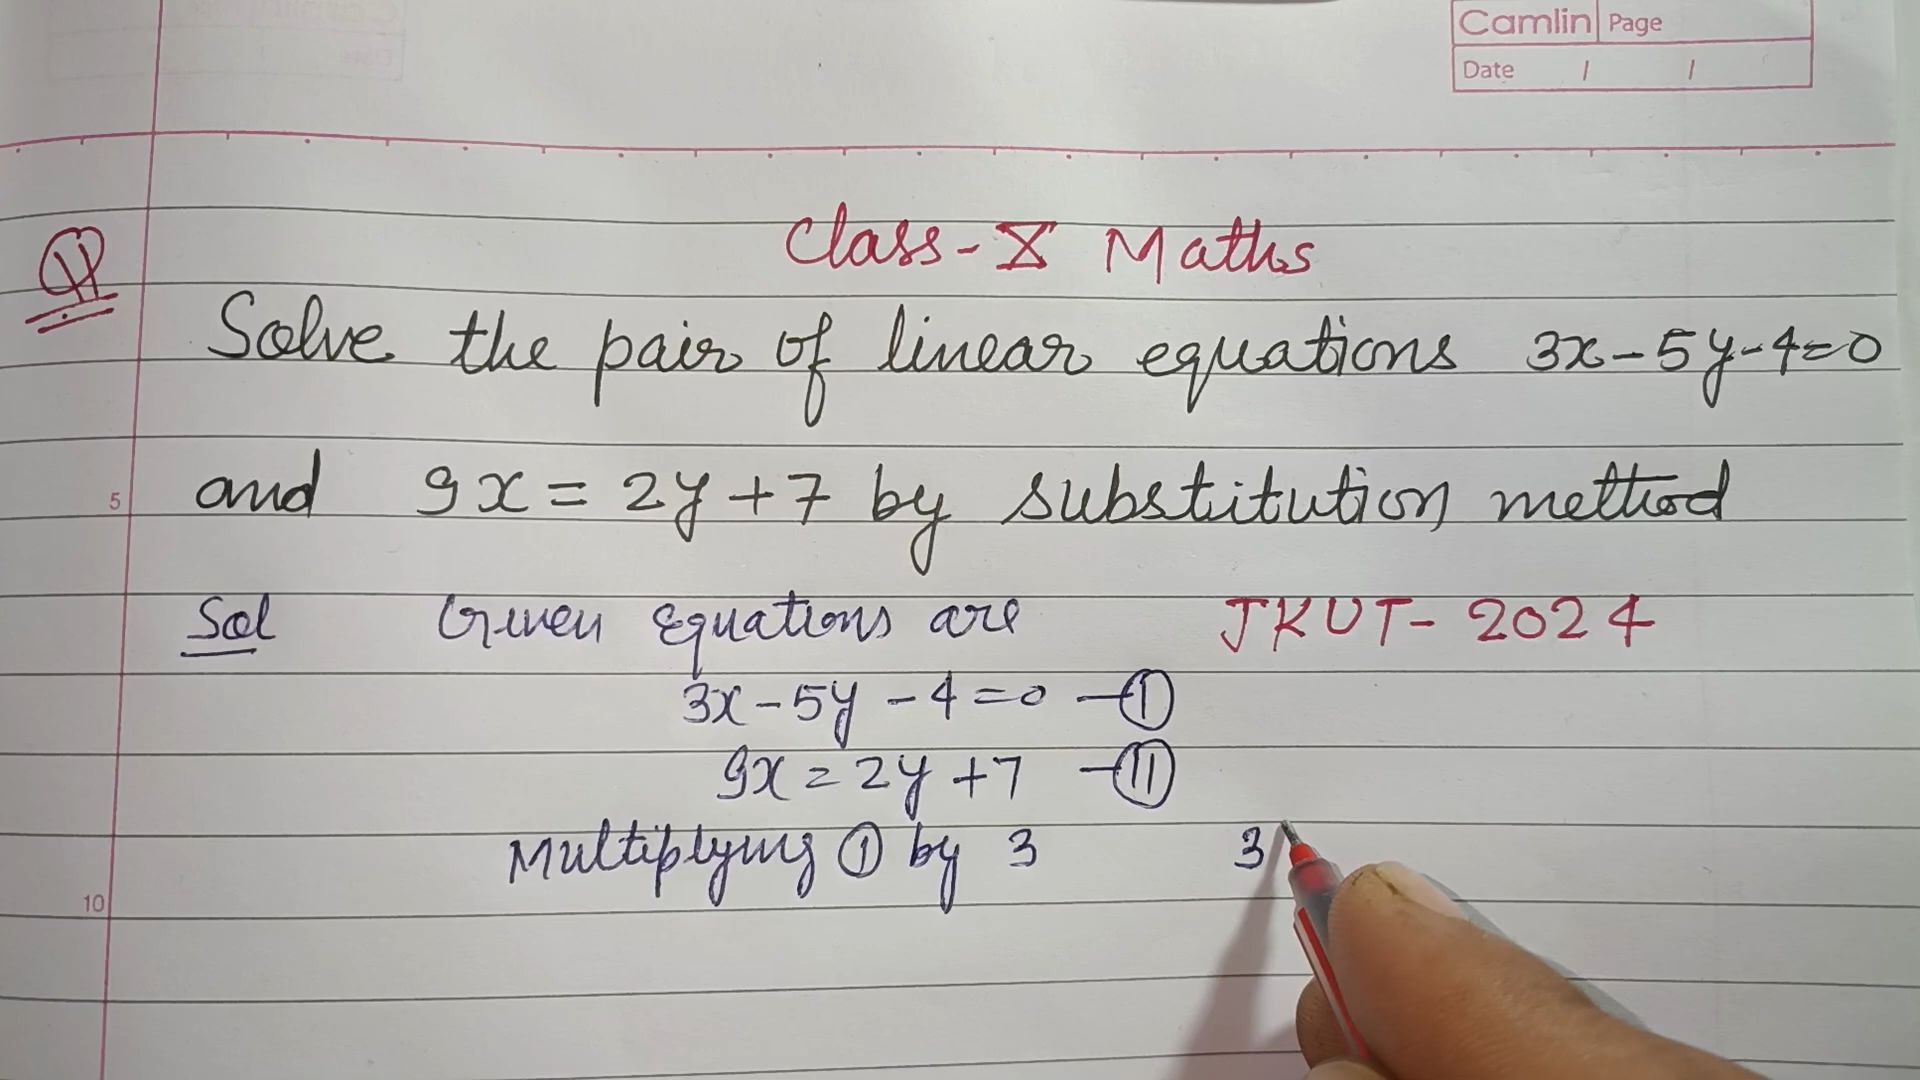 Camlin Page
Date / /
Class-X Maths
Q
Solve the pair of linear equations 3x-5y-4=0
5
and 9x = 2y+7 by substitution method
Sol Given equations are JKUT-2024
3x-5y-4=0 -(I)
9x=2y+7 -(II)
Multiplying (1) by 3 3
10